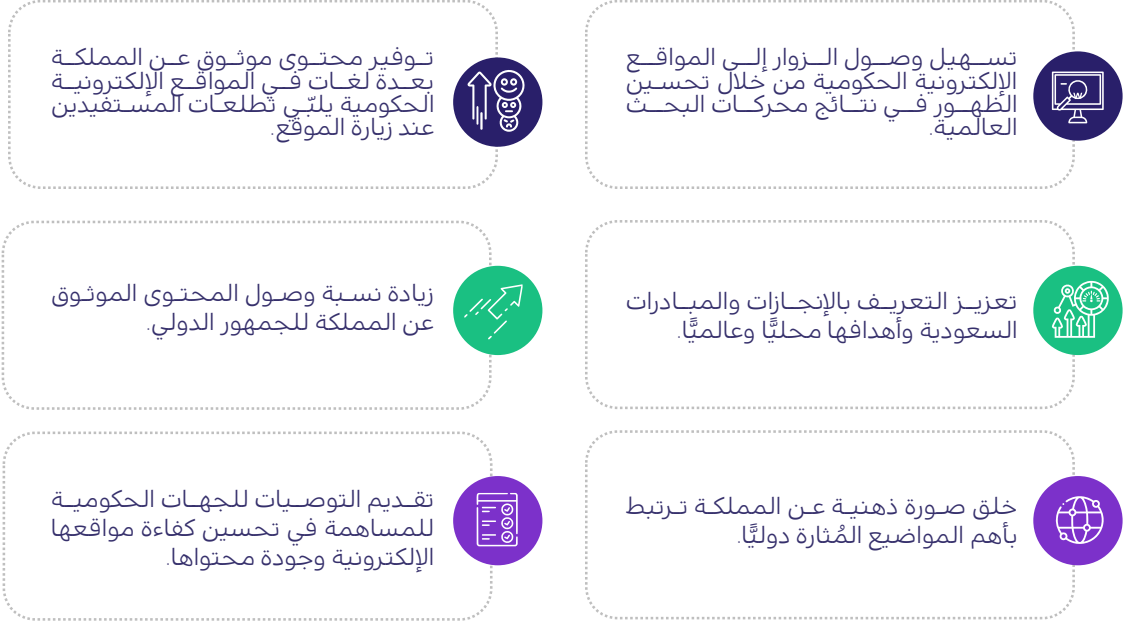 تسهيل وصول الزوار إلى المواقع
الإلكترونية الحكومية من خلال تحسين
الظهور في نتائج محركات البحث
العالمية.
توفير محتوى موثوق عن المملكة
بعدة لغات في المواقع الإلكترونية
الحكومية يلبّي تطلعات المستفيدين
عند زيارة الموقع.
تعزيز التعريف بالإنجازات والمبادرات
السعودية وأهدافها محليًّا وعالميًّا.
زيادة نسبة وصول المحتوى الموثوق
عن المملكة للجمهور الدولي.
خلق صورة ذهنية عن المملكة ترتبط
بأهم المواضيع المُثارة دوليًّا.
تقديم التوصيات للجهات الحكومية
للمساهمة في تحسين كفاءة مواقعها
الإلكترونية وجودة محتواها.